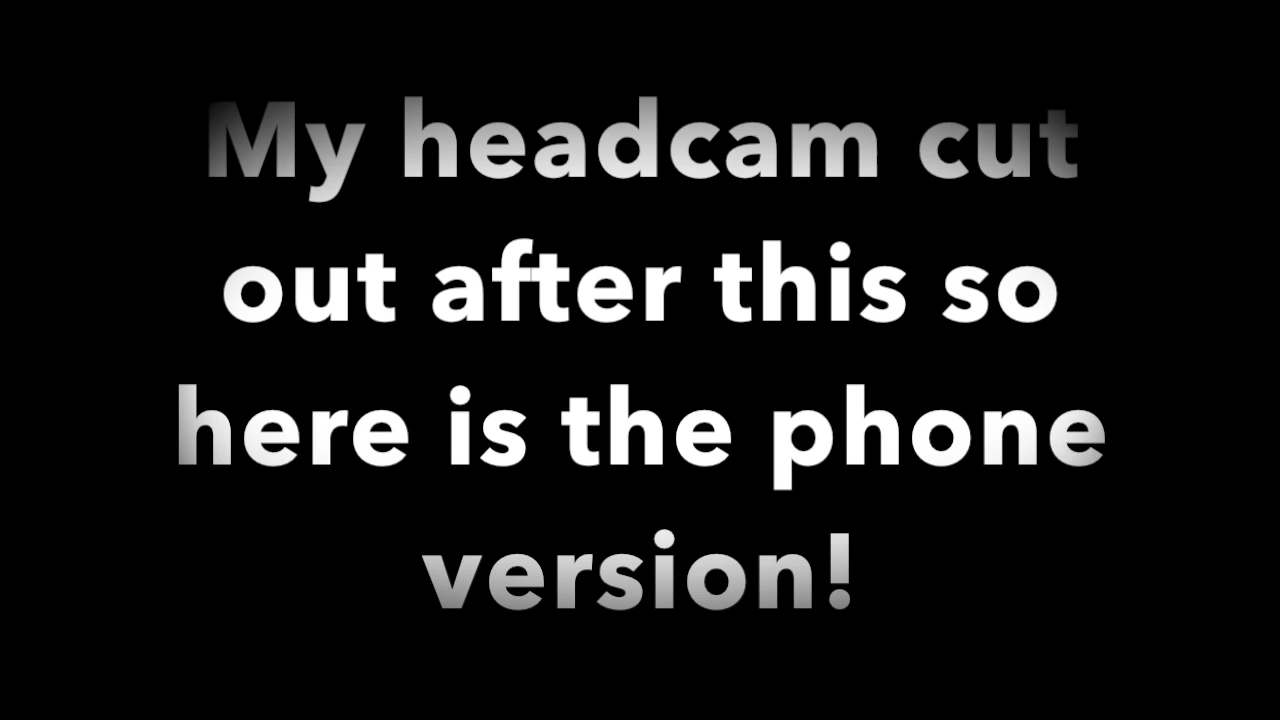 My headcam cut
out after this so
here is the phone
version!